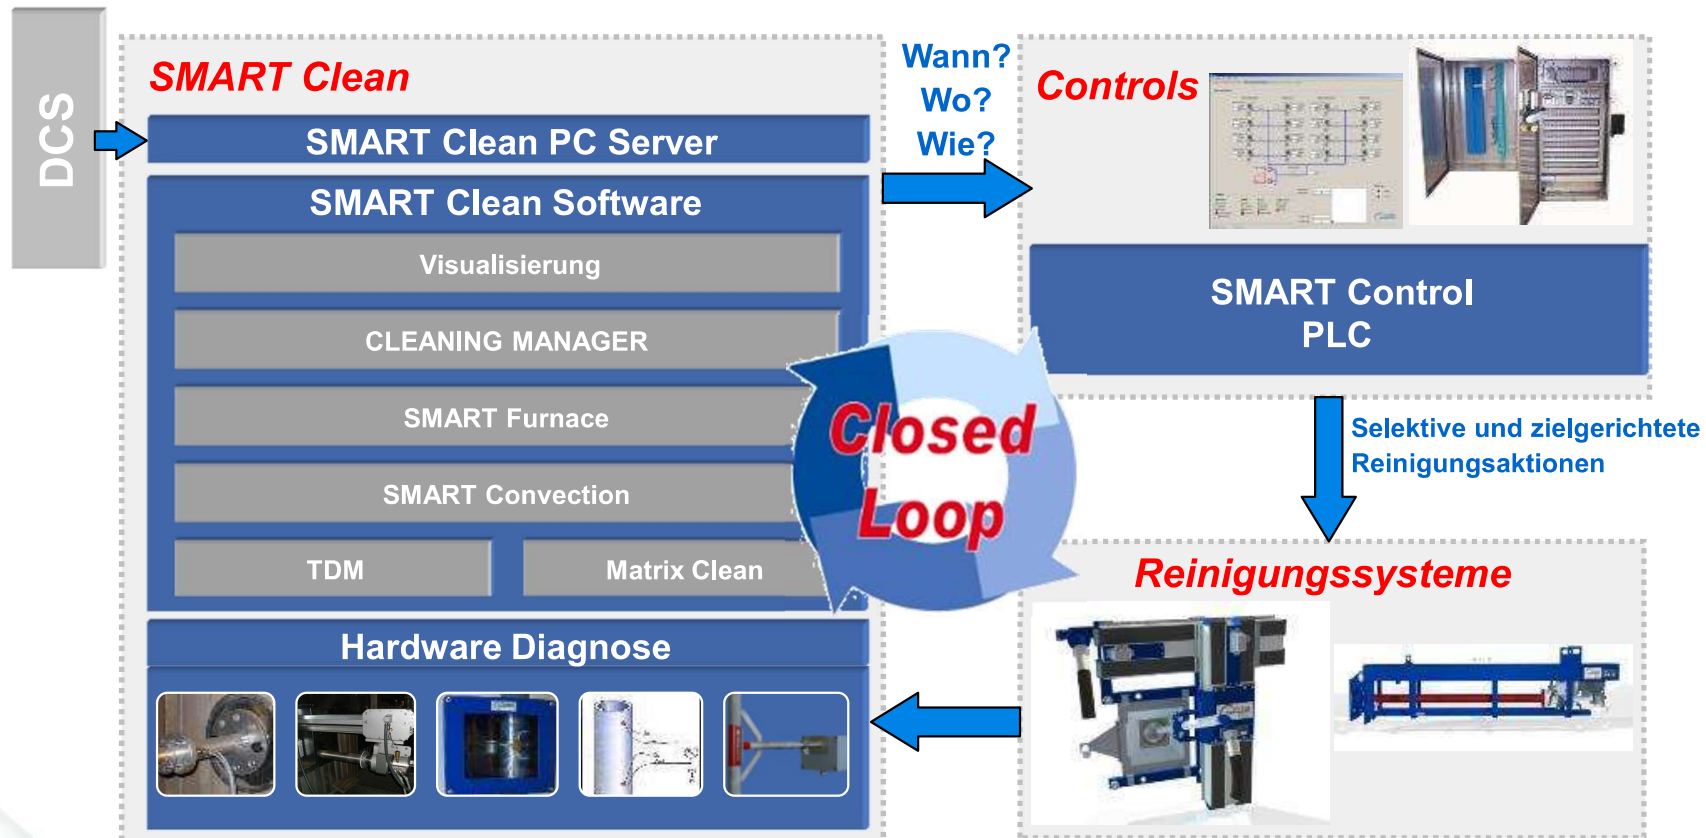 DCS
SMART Clean
SMART Clean PC Server
SMART Clean Software
Visualisierung
CLEANING MANAGER
SMART Furnace
SMART Convection
TDM
Matrix Clean
Hardware Diagnose
Wann?
Wo?
Wie?
Controls
SMART Control
PLC
Closed
Loop
Selektive und zielgerichtete
Reinigungsaktionen
Reinigungssysteme